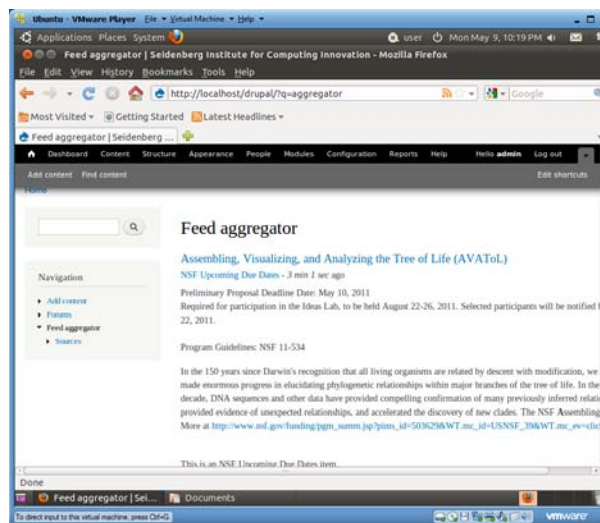 Ubuntu - VMware Player File Virtual Machine Help
Applications Places System user Mon May 9, 10:19 PM
Feed aggregator | Seidenberg Institute for Computing Innovation - Mozilla Firefox
File Edit View History Bookmarks Tools Help
http://localhost/drupal/?q=aggregator Google
Most Visited Getting Started Latest Headlines
Feed aggregator | Seidenberg ...
Dashboard Content Structure Appearance People Modules Configuration Reports Help Hello admin Log out
Add content Find content Edit shortcuts
Home
Feed aggregator
Assembling, Visualizing, and Analyzing the Tree of Life (AVAToL)
NSF Upcoming Due Dates - 3 min 1 sec ago
Navigation
Add content
Forums
Feed aggregator
Sources
Preliminary Proposal Deadline Date: May 10, 2011
Required for participation in the Ideas Lab, to be held August 22-26, 2011. Selected participants will be notified
22, 2011.
Program Guidelines: NSF 11-534
In the 150 years since Darwin's recognition that all living organisms are related by descent with modification, we
made enormous progress in elucidating phylogenetic relationships within major branches of the tree of life. In the
decade, DNA sequences and other data have provided compelling confirmation of many previously inferred relation
provided evidence of unexpected relationships, and accelerated the discovery of new clades. The NSF Assembling
More at http://www.nsf.gov/funding/pgm_summ.jsp?pims_id=503629&WT.mc_id=USNSF_39&WT.mc_ev=clic
This is an NSF Upcoming Due Dates item.
Done
Feed aggregator | Sei... Documents
To direct input to this virtual machine, press Ctrl+G. vmware